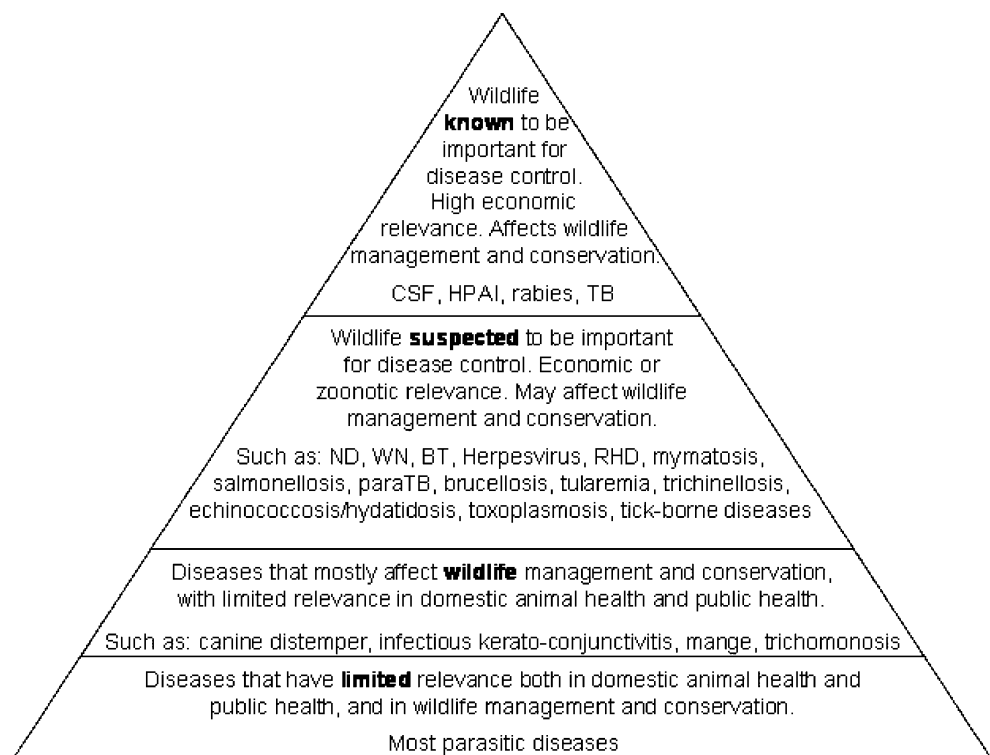 Wildlife
known to be
important for
disease control.
High economic
relevance. Affects wildlife
management and conservation.
CSF, HPAI, rabies, TB
Wildlife suspected to be important
for disease control. Economic or
zoonotic relevance. May affect wildlife
management and conservation.
Such as: ND, WN, BT, Herpesvirus, RHD, mymatosis,
salmonellosis, paraTB, brucellosis, tularemia, trichinellosis,
echinococcosis/hydatidosis, toxoplasmosis, tick-borne diseases
Diseases that mostly affect wildlife management and conservation,
with limited relevance in domestic animal health and public health.
Such as: canine distemper, infectious kerato-conjunctivitis, mange, trichomonosis
Diseases that have limited relevance both in domestic animal health and
public health, and in wildlife management and conservation.
Most parasitic diseases